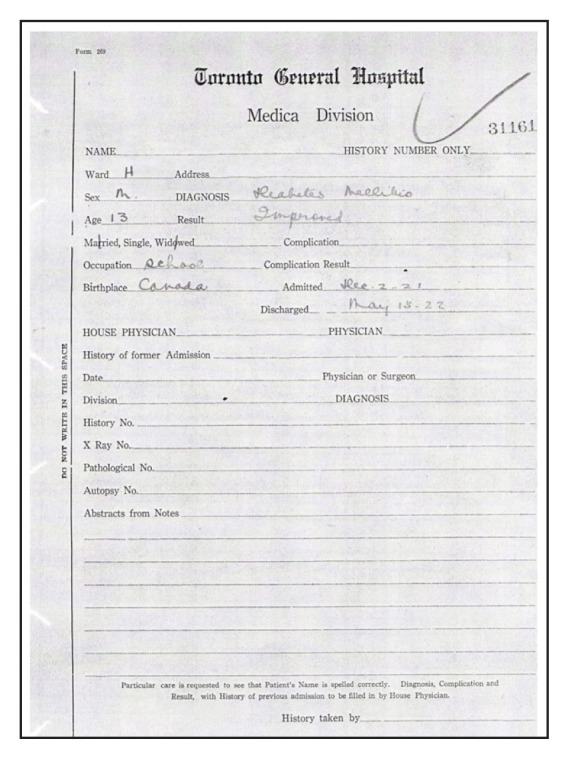 Form 269
Toronto General Hospital
Medica Division
31161
NAME HISTORY NUMBER ONLY
Ward H Address
Sex M. DIAGNOSIS Diabetes Mellitis
Age 13 Result Improved
Married, Single, Widowed Complication
Occupation School Complication Result
Birthplace Canada Admitted Dec. 2-21
Discharged May 15-22
HOUSE PHYSICIAN PHYSICIAN
History of former Admission
Date Physician or Surgeon
Division DIAGNOSIS
History No.
X Ray No.
Pathological No.
Autopsy No.
Abstracts from Notes
DO NOT WRITE IN THIS SPACE
Particular care is requested to see that Patient's Name is spelled correctly. Diagnosis, Complication and
Result, with History of previous admission to be filled in by House Physician.
History taken by